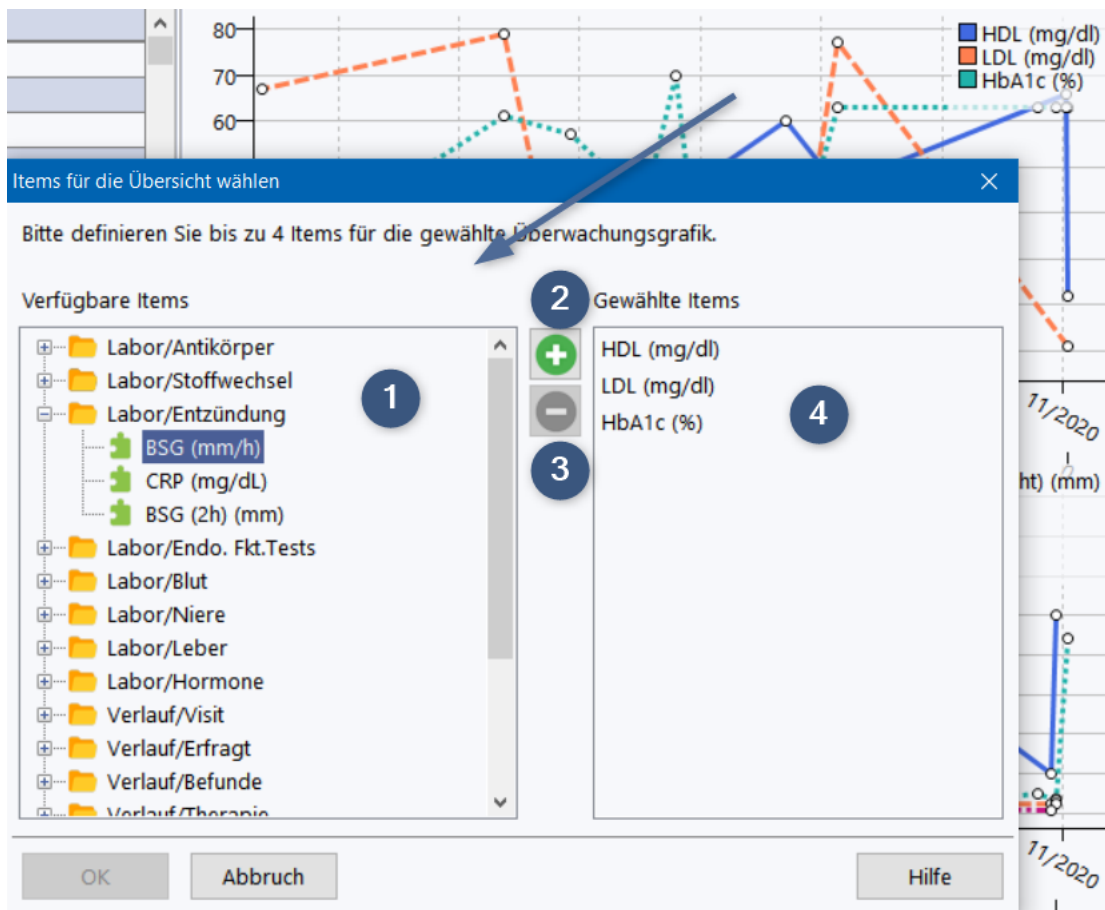 80
70
60
HDL (mg/dl)
LDL (mg/dl)
HbA1c (%)
Items für die Übersicht wählen
Bitte definieren Sie bis zu 4 Items für die gewählte Überwachungsgrafik.
Verfügbare Items
2
Gewählte Items
Labor/Antikörper
Labor/Stoffwechsel
Labor/Entzündung
BSG (mm/h)
CRP (mg/dL)
BSG (2h) (mm)
Labor/Endo. Fkt.Tests
Labor/Blut
Labor/Niere
Labor/Leber
Labor/Hormone
Verlauf/Visit
Verlauf/Erfragt
Verlauf/Befunde
Verlauf/Therapie
1
3
HDL (mg/dl)
LDL (mg/dl)
HbA1c (%)
4
11/2020
ht) (mm)
11/2020
OK
Abbruch
Hilfe